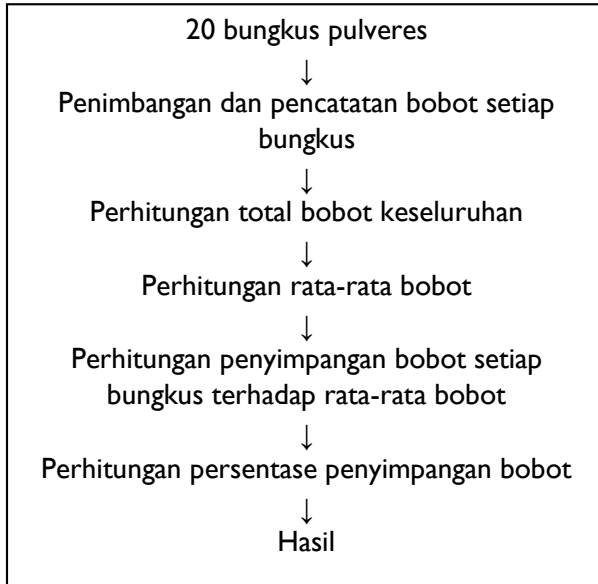 20 bungkus pulveres
↓
Penimbangan dan pencatatan bobot setiap
bungkus
↓
Perhitungan total bobot keseluruhan
↓
Perhitungan rata-rata bobot
↓
Perhitungan penyimpangan bobot setiap
bungkus terhadap rata-rata bobot
↓
Perhitungan persentase penyimpangan bobot
↓
Hasil